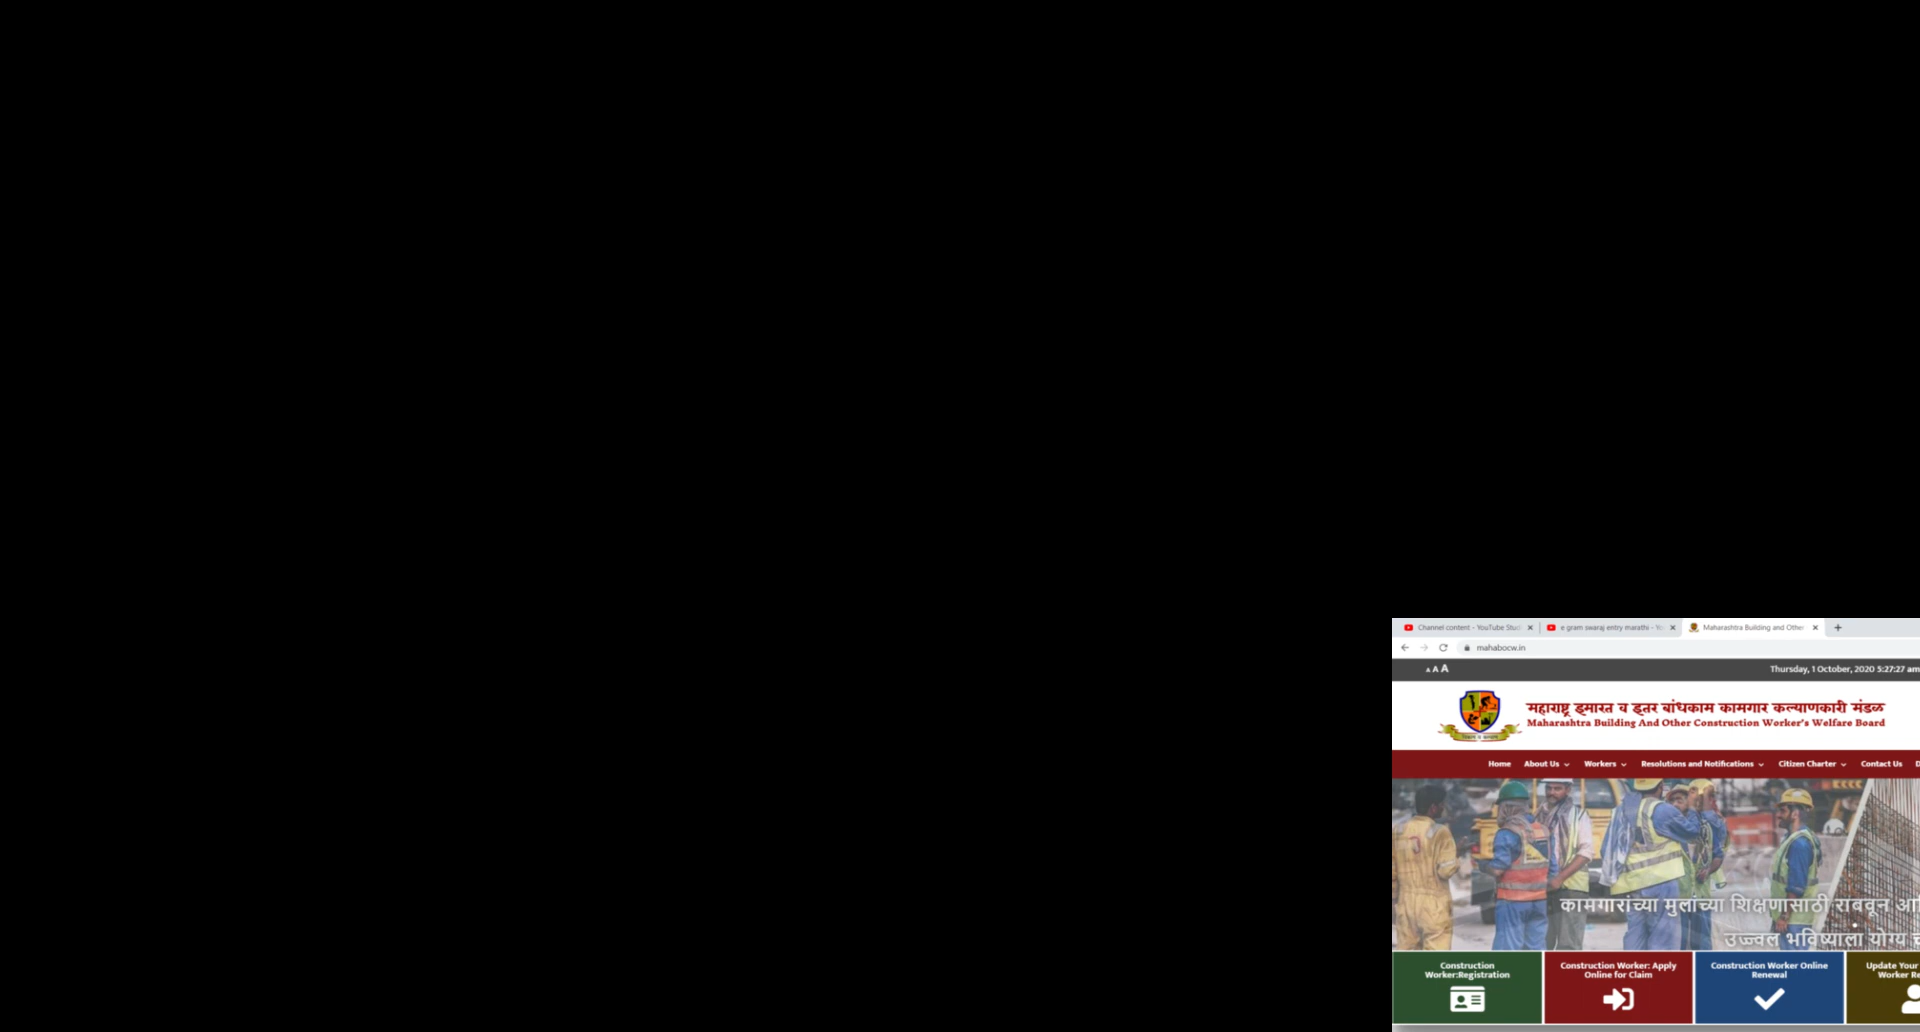 Channel content - YouTube Stud
e gram swaraj entry marathi - Yo
Maharashtra Building and Other
mahabocw.in
A A A
Thursday, 1 October, 2020 5:27:27 am
महाराष्ट्र इमारत व इतर बांधकाम कामगार कल्याणकारी मंडळ
Maharashtra Building And Other Construction Worker's Welfare Board
Home About Us Workers Resolutions and Notifications Citizen Charter Contact Us D
कामगारांच्या मुलांच्या शिक्षणासाठी राबवून आ
उज्ज्वल भविष्याला योग्य
Construction
Worker:Registration
Construction Worker: Apply
Online for Claim
Construction Worker Online
Renewal
Update Your
Worker Re